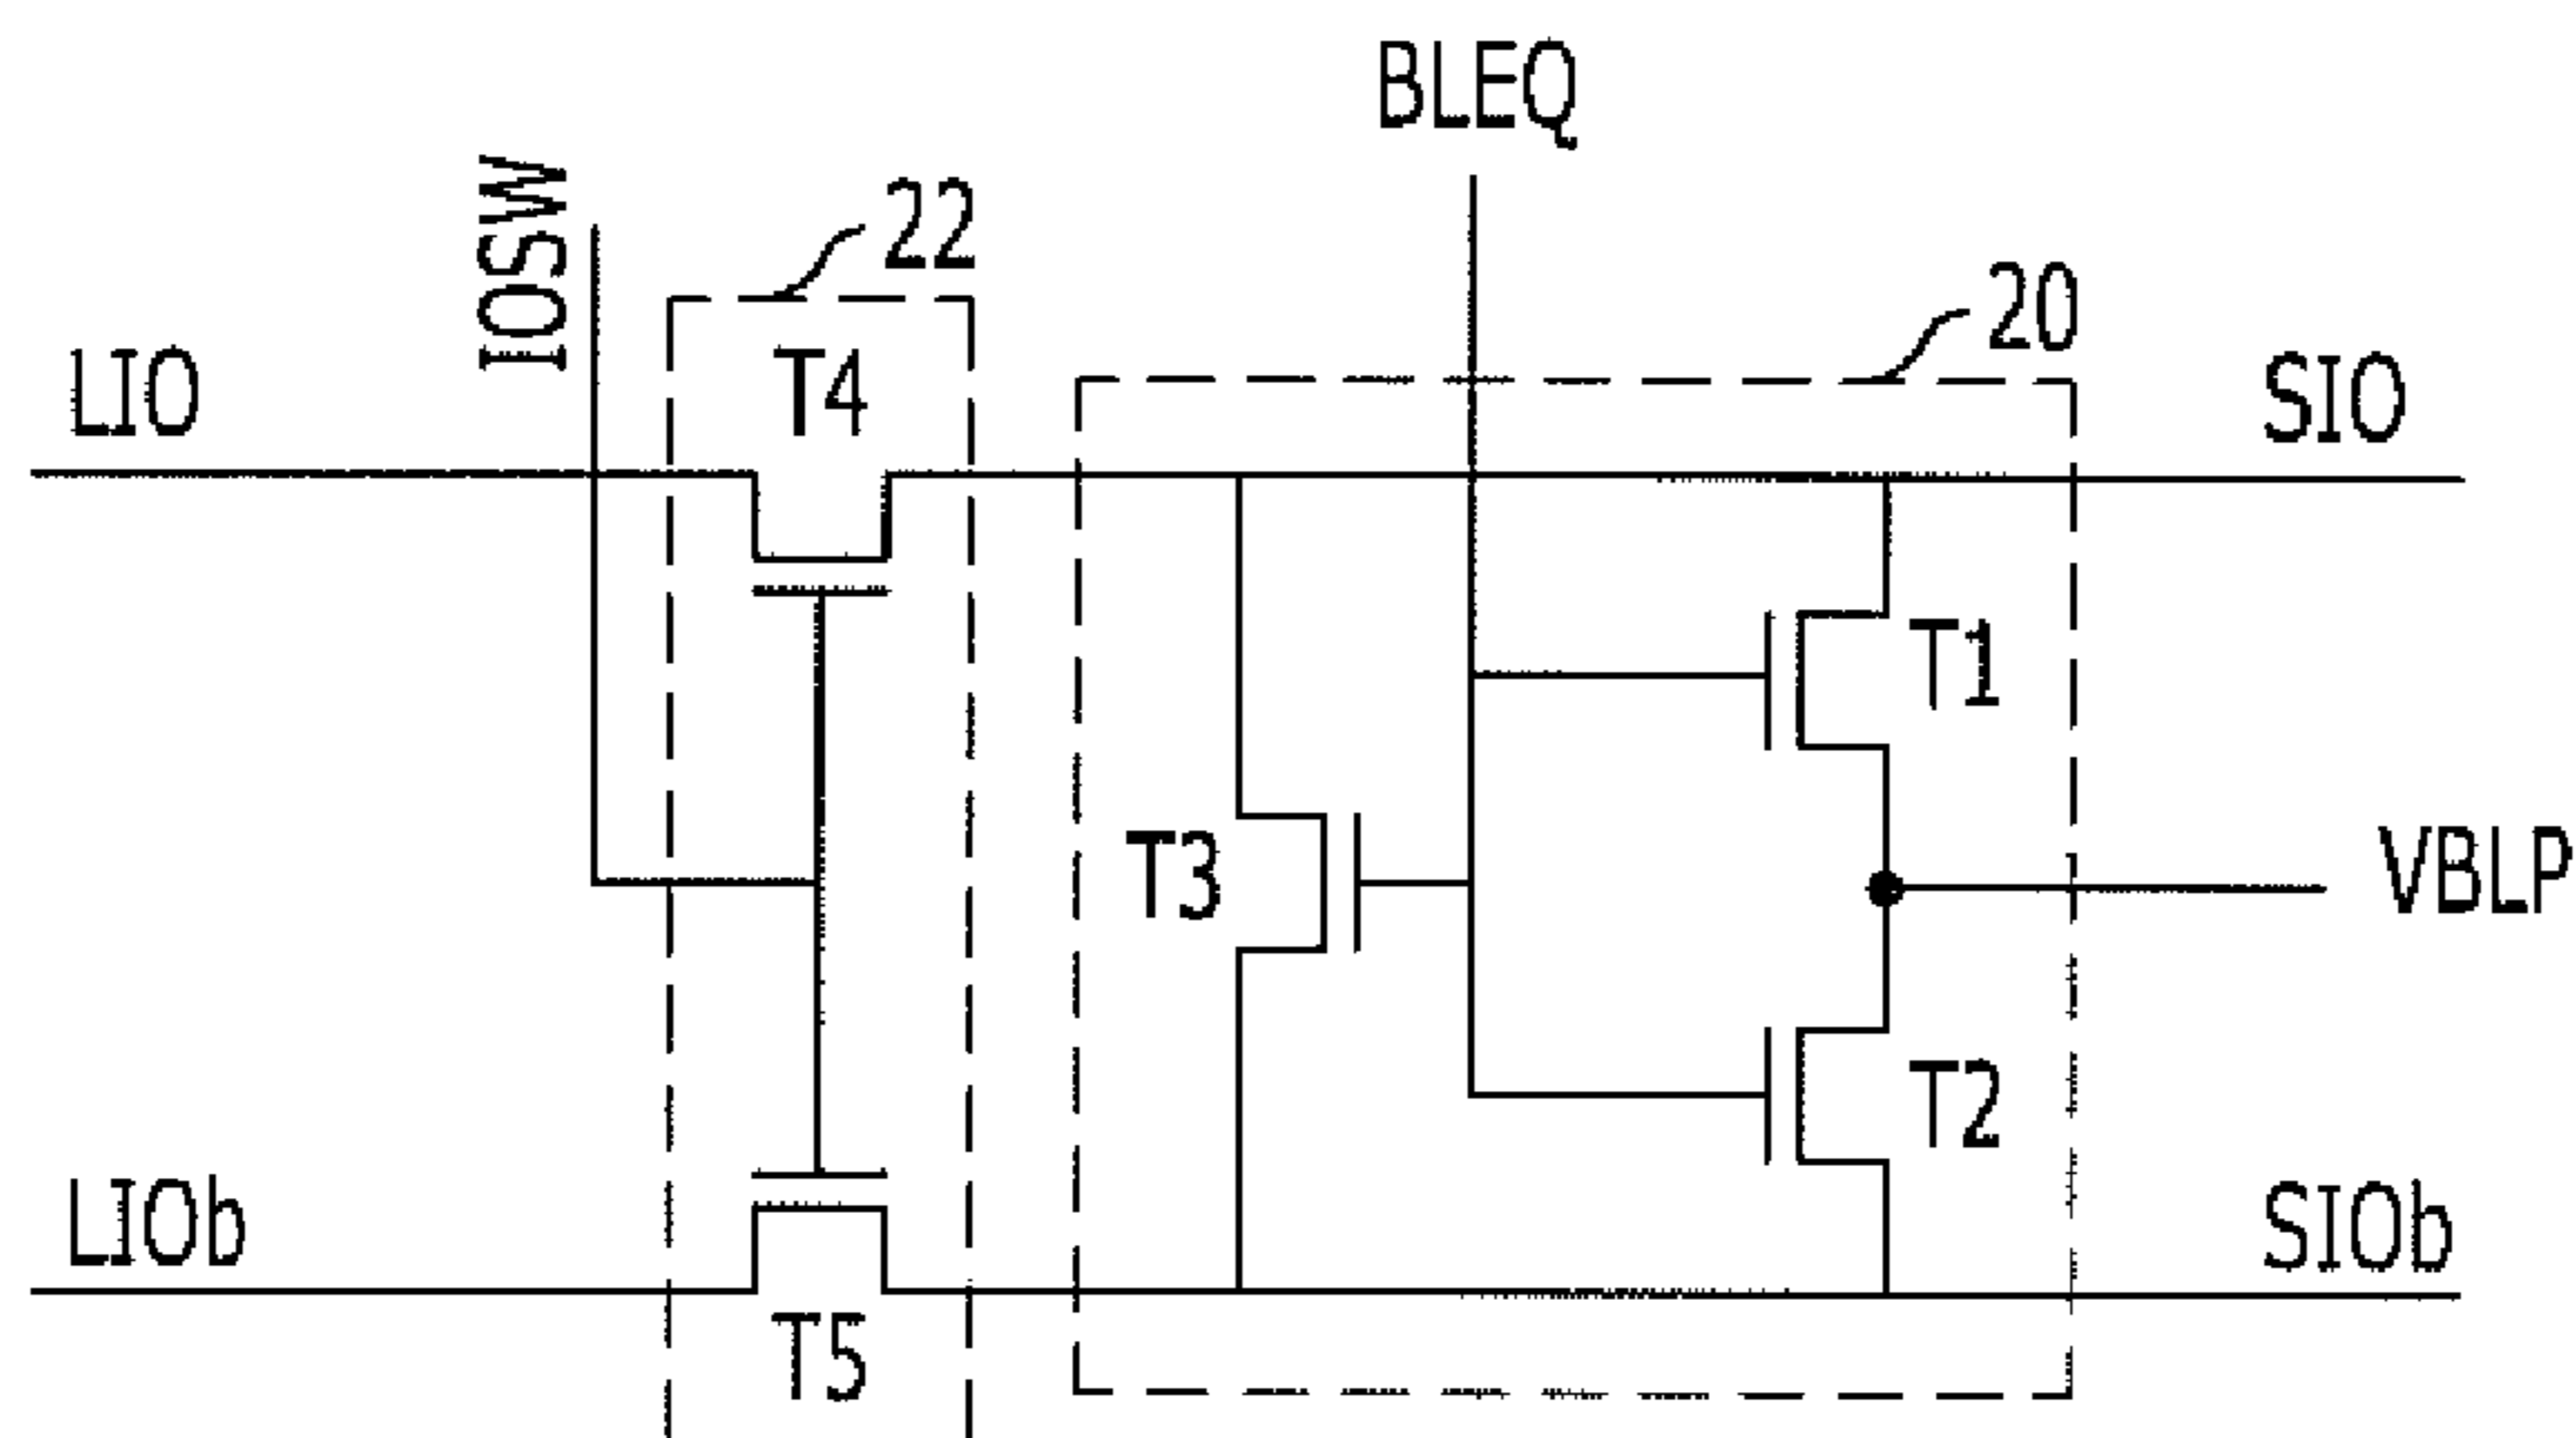 BLEQ
IOSW
22
20
LIO
T4
SIO
T1
T3
VBLP
T2
LIOb
SIOb
T5